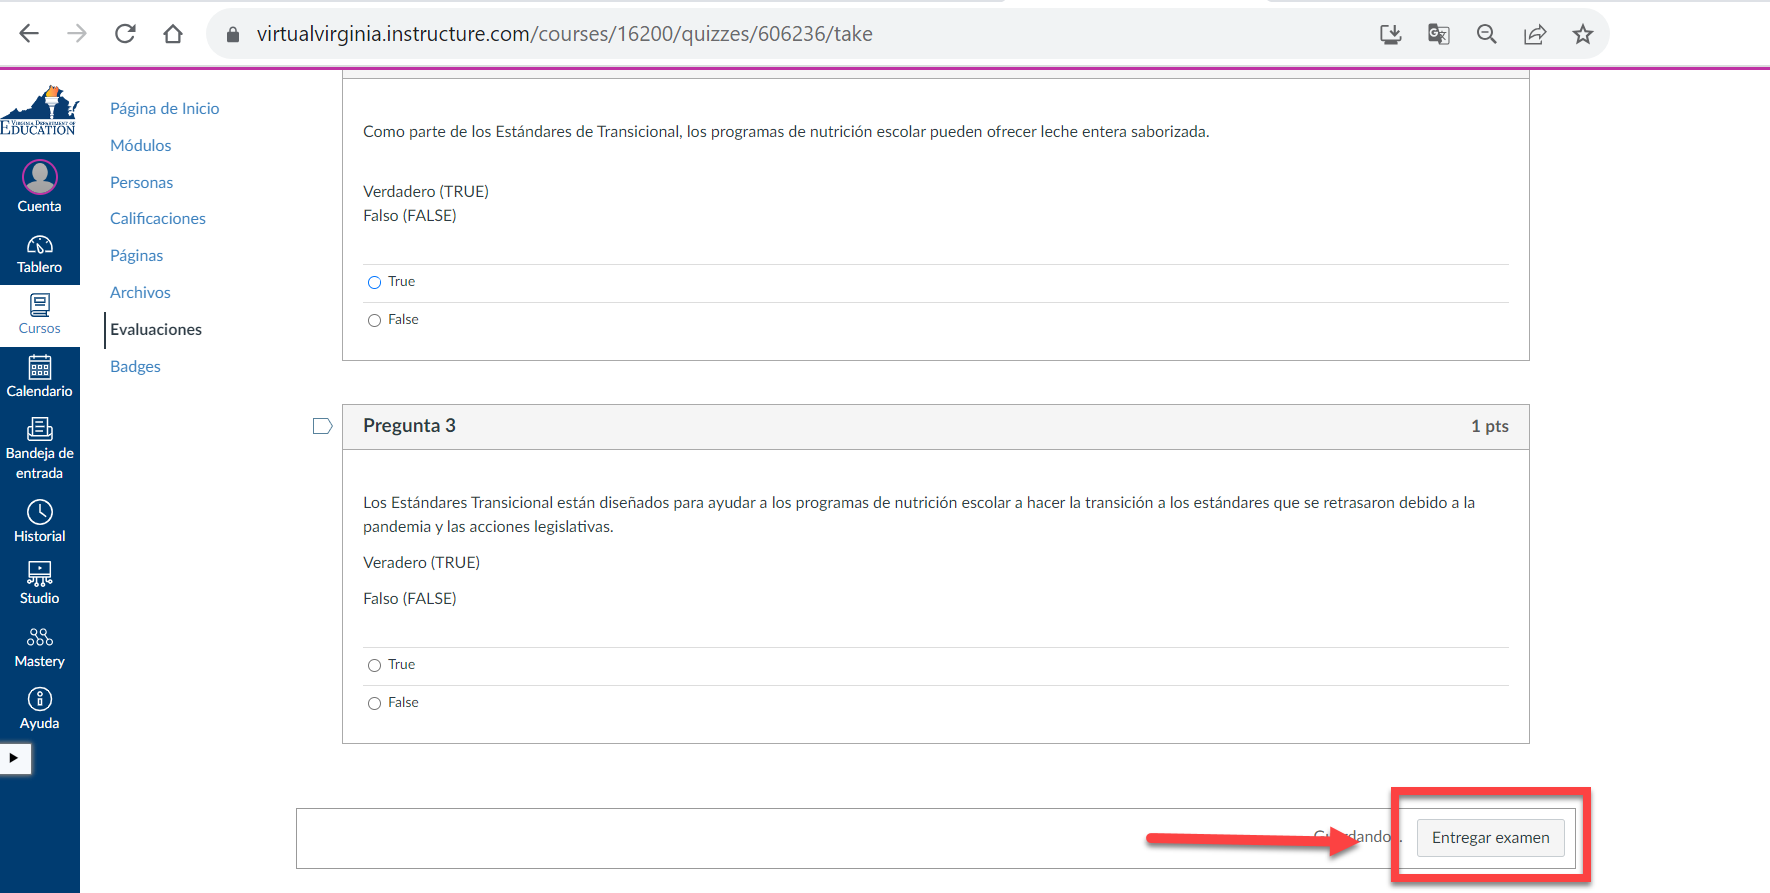 virtualvirginia.instructure.com/courses/16200/quizzes/606236/take
VIRGINIA DEPARTMENT OF
EDUCATION
Cuenta
Tablero
Cursos
Calendario
Bandeja de
entrada
Historial
Studio
Mastery
Ayuda
Página de Inicio
Módulos
Personas
Calificaciones
Páginas
Archivos
Evaluaciones
Badges
Como parte de los Estándares de Transicional, los programas de nutrición escolar pueden ofrecer leche entera saborizada.
Verdadero (TRUE)
Falso (FALSE)
True
False
Pregunta 3
1 pts
Los Estándares Transicional están diseñados para ayudar a los programas de nutrición escolar a hacer la transición a los estándares que se retrasaron debido a la
pandemia y las acciones legislativas.
Veradero (TRUE)
Falso (FALSE)
True
False
Entregar examen